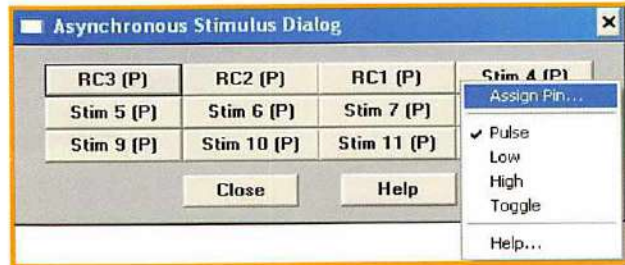 Asynchronous Stimulus Dialog
RC3 (P) RC2 (P) RC1 (P) Stim 4 (P)
Assign Pin...
Stim 5 (P) Stim 6 (P) Stim 7 (P)
Pulse
Stim 9 (P) Stim 10 (P) Stim 11 (P)
Low
High
Close Help
Toggle
Help...